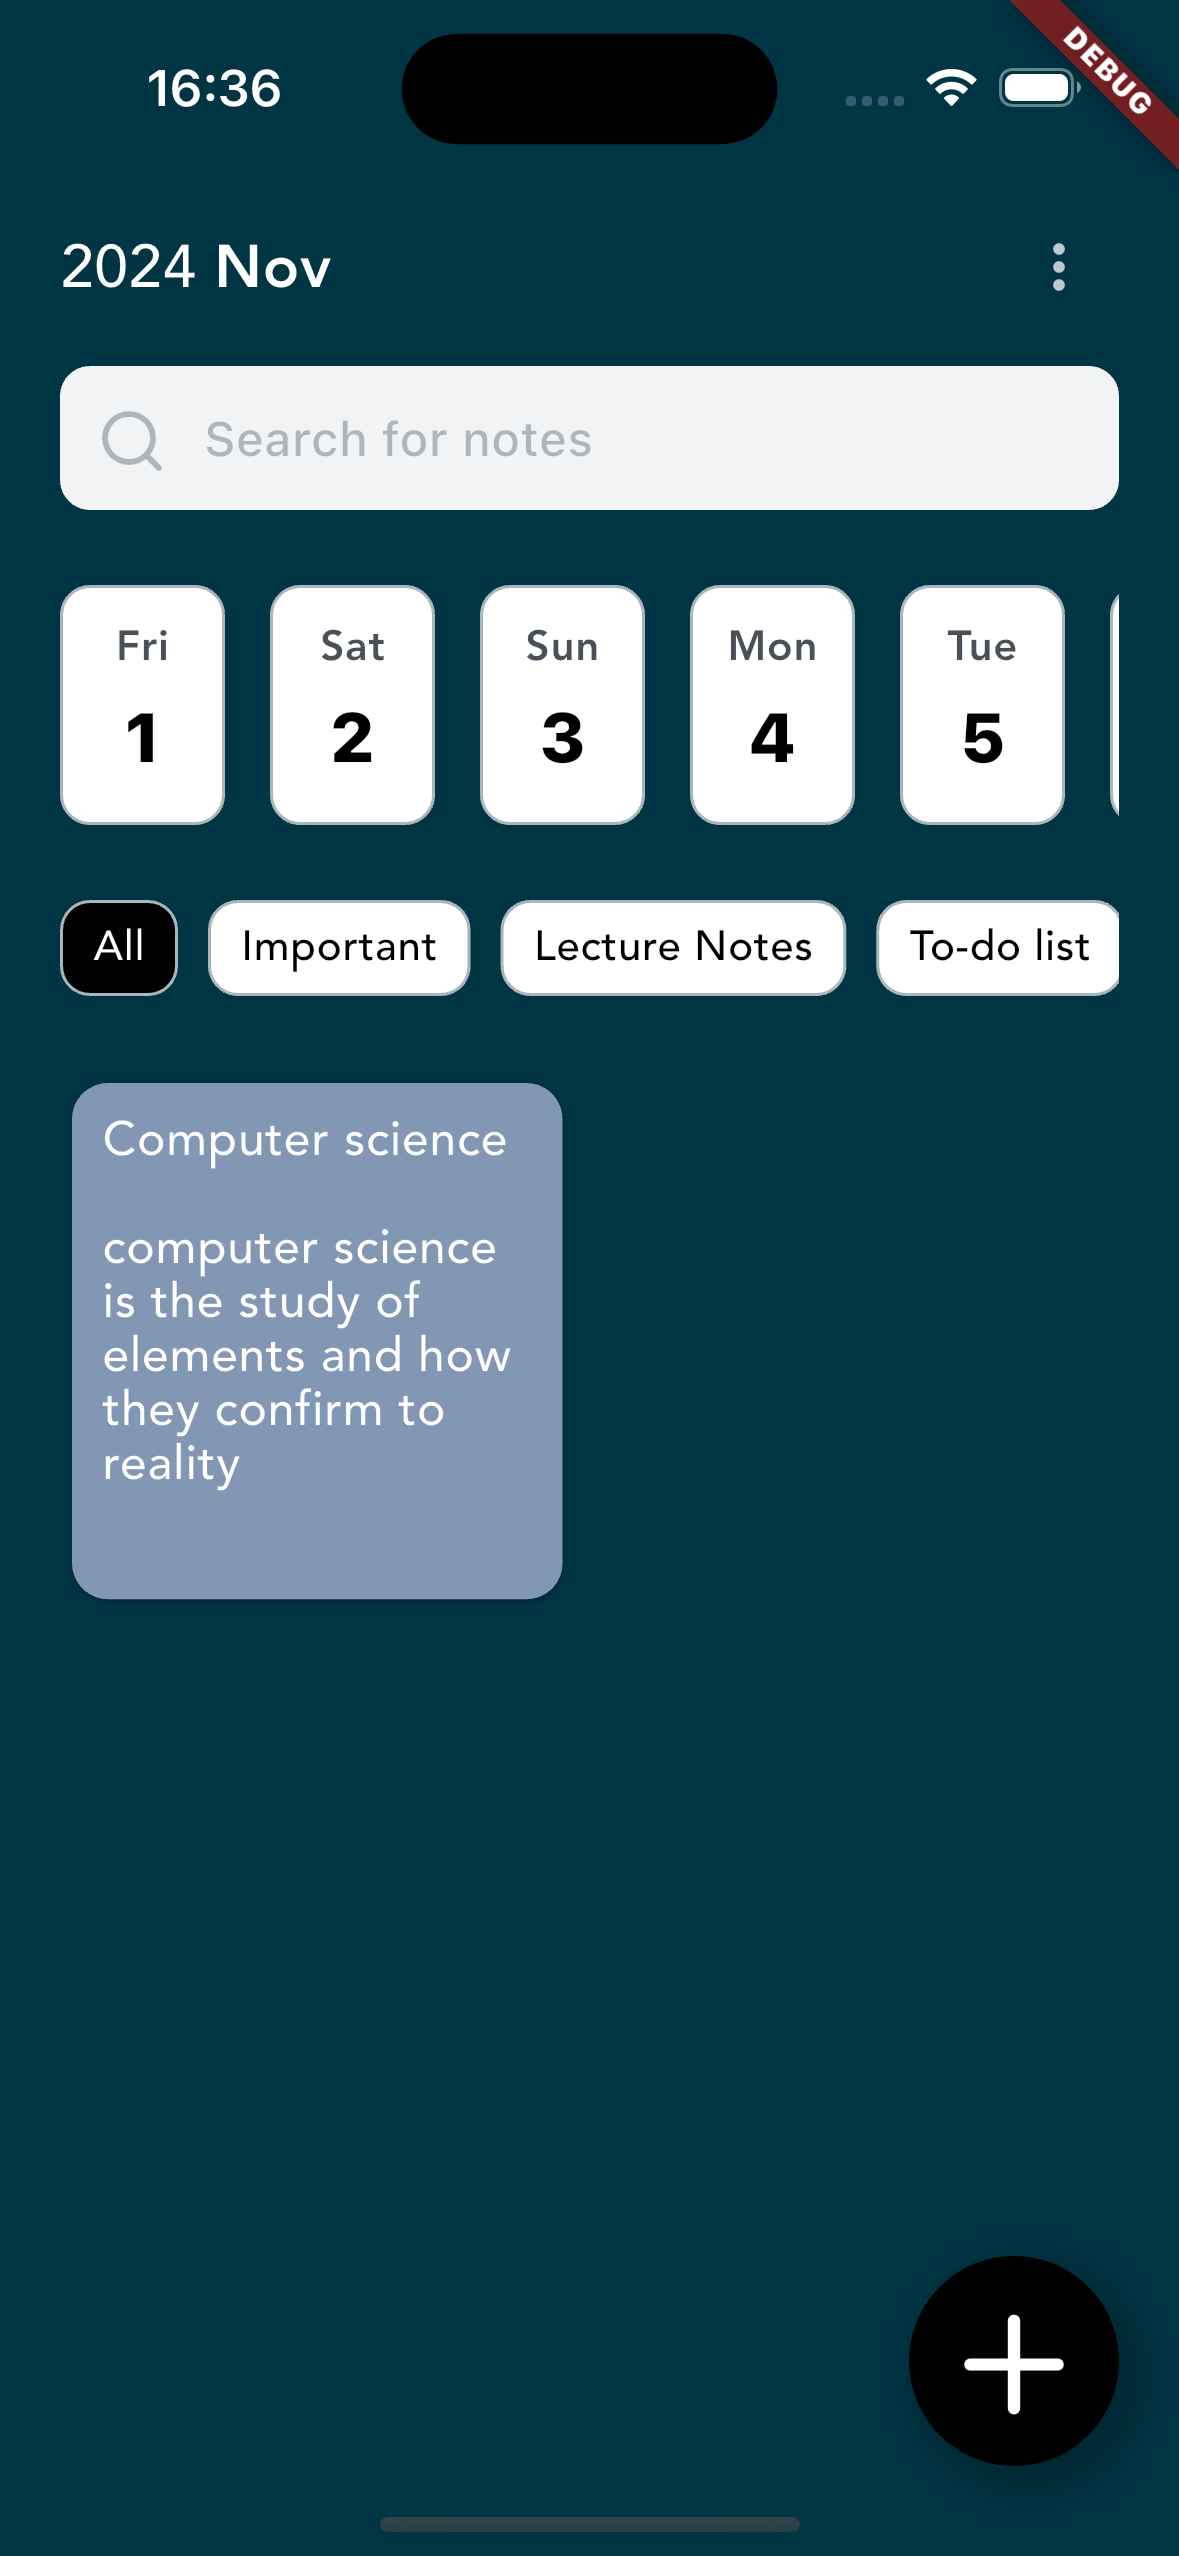 16:36
DEBUG
2024 Nov
Search for notes
Fri Sat Sun Mon Tue
1 2 3 4 5
All Important Lecture Notes To-do list
Computer science
computer science
is the study of
elements and how
they confirm to
reality